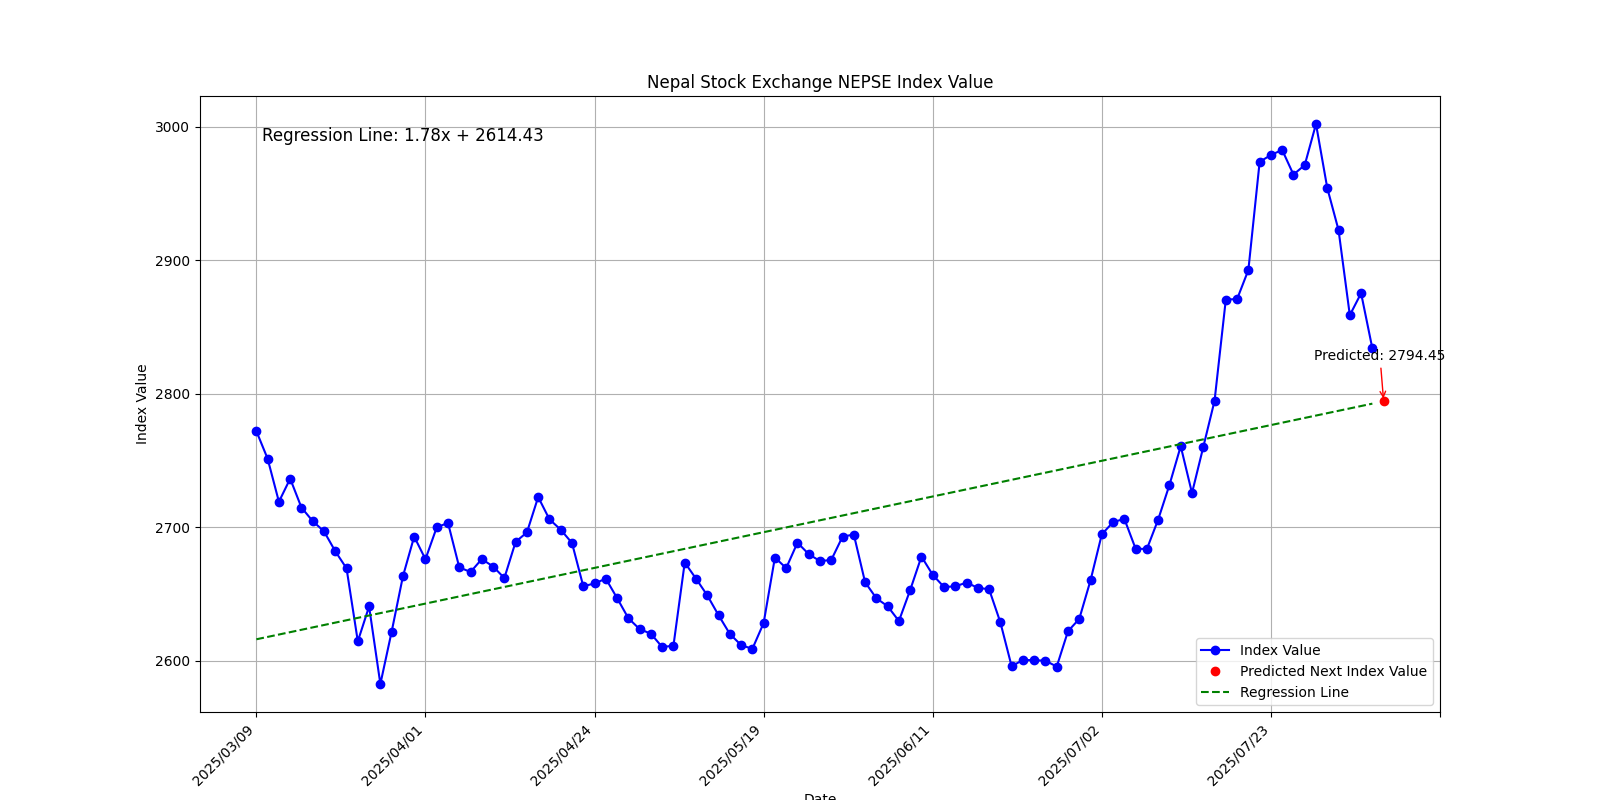 Nepal Stock Exchange NEPSE Index Value
Regression Line: 1.78x + 2614.43
3000
2900
2800
2700
2600
Index Value
Predicted: 2794.45
Index Value
Predicted Next Index Value
Regression Line
2025/03/09
2025/04/01
2025/04/24
2025/05/19
2025/06/11
2025/07/02
2025/07/23
Date